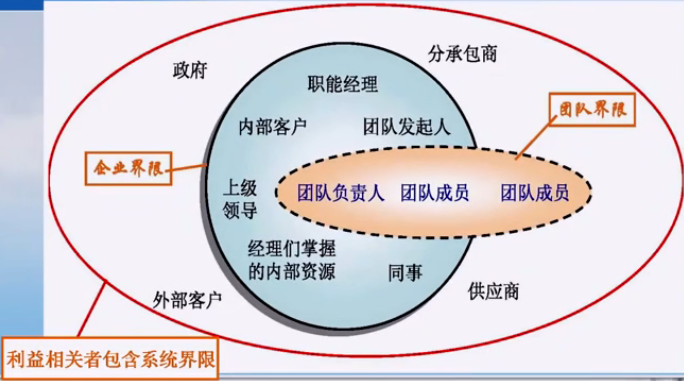 分承包商
政府
职能经理
团队界限
内部客户
团队发起人
企业界限
上级
领导
团队负责人
团队成员
团队成员
经理们掌握
的内部资源
同事
外部客户
供应商
利益相关者包含系统界限